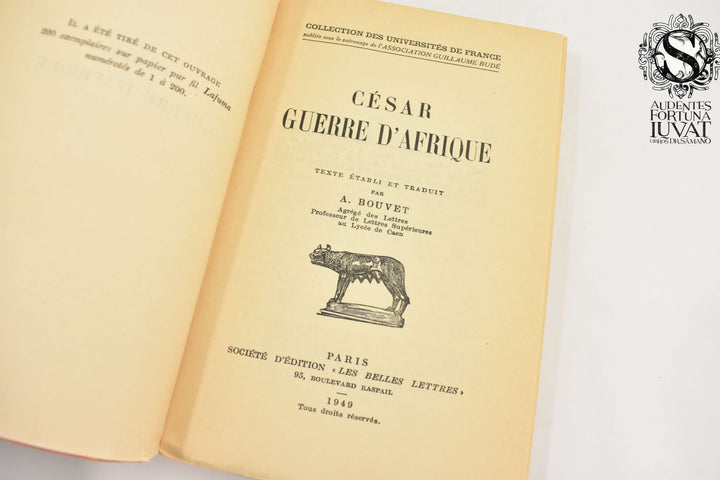 IL A ÉTÉ TIRÉ DE CET OUVRAGE
200 exemplaires sur papier pur fil Lafuma
numérotés de 1 à 200.
COLLECTION DES UNIVERSITÉS DE FRANCE
publiée sous le patronage de l'ASSOCIATION GUILLAUME BUDÉ
CÉSAR
GUERRE D'AFRIQUE
TEXTE ÉTABLI ET TRADUIT
PAR
A. BOUVET
Agrégé des Lettres
Professeur de Lettres Supérieures
au Lycée de Caen
PARIS
SOCIÉTÉ D'ÉDITION « LES BELLES LETTRES »
95, BOULEVARD RASPAIL
1949
Tous droits réservés.
S
AUDENTES
FORTUNA
IUVAT
LIBROS DR. SÁMANO